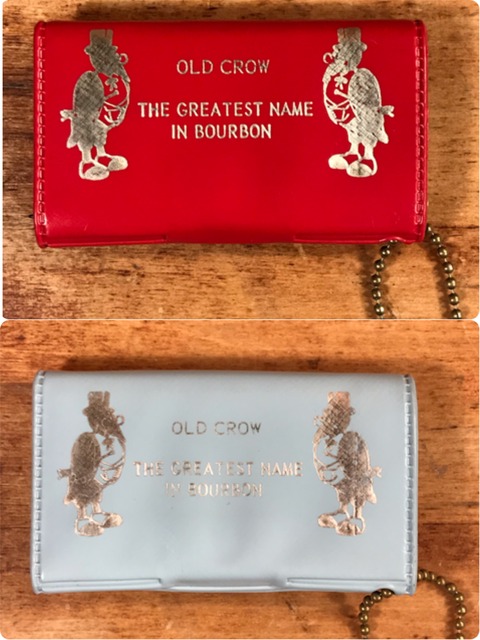 OLD CROW
THE GREATEST NAME
IN BOURBON
OLD CROW
THE GREATEST NAME
IN BOURBON